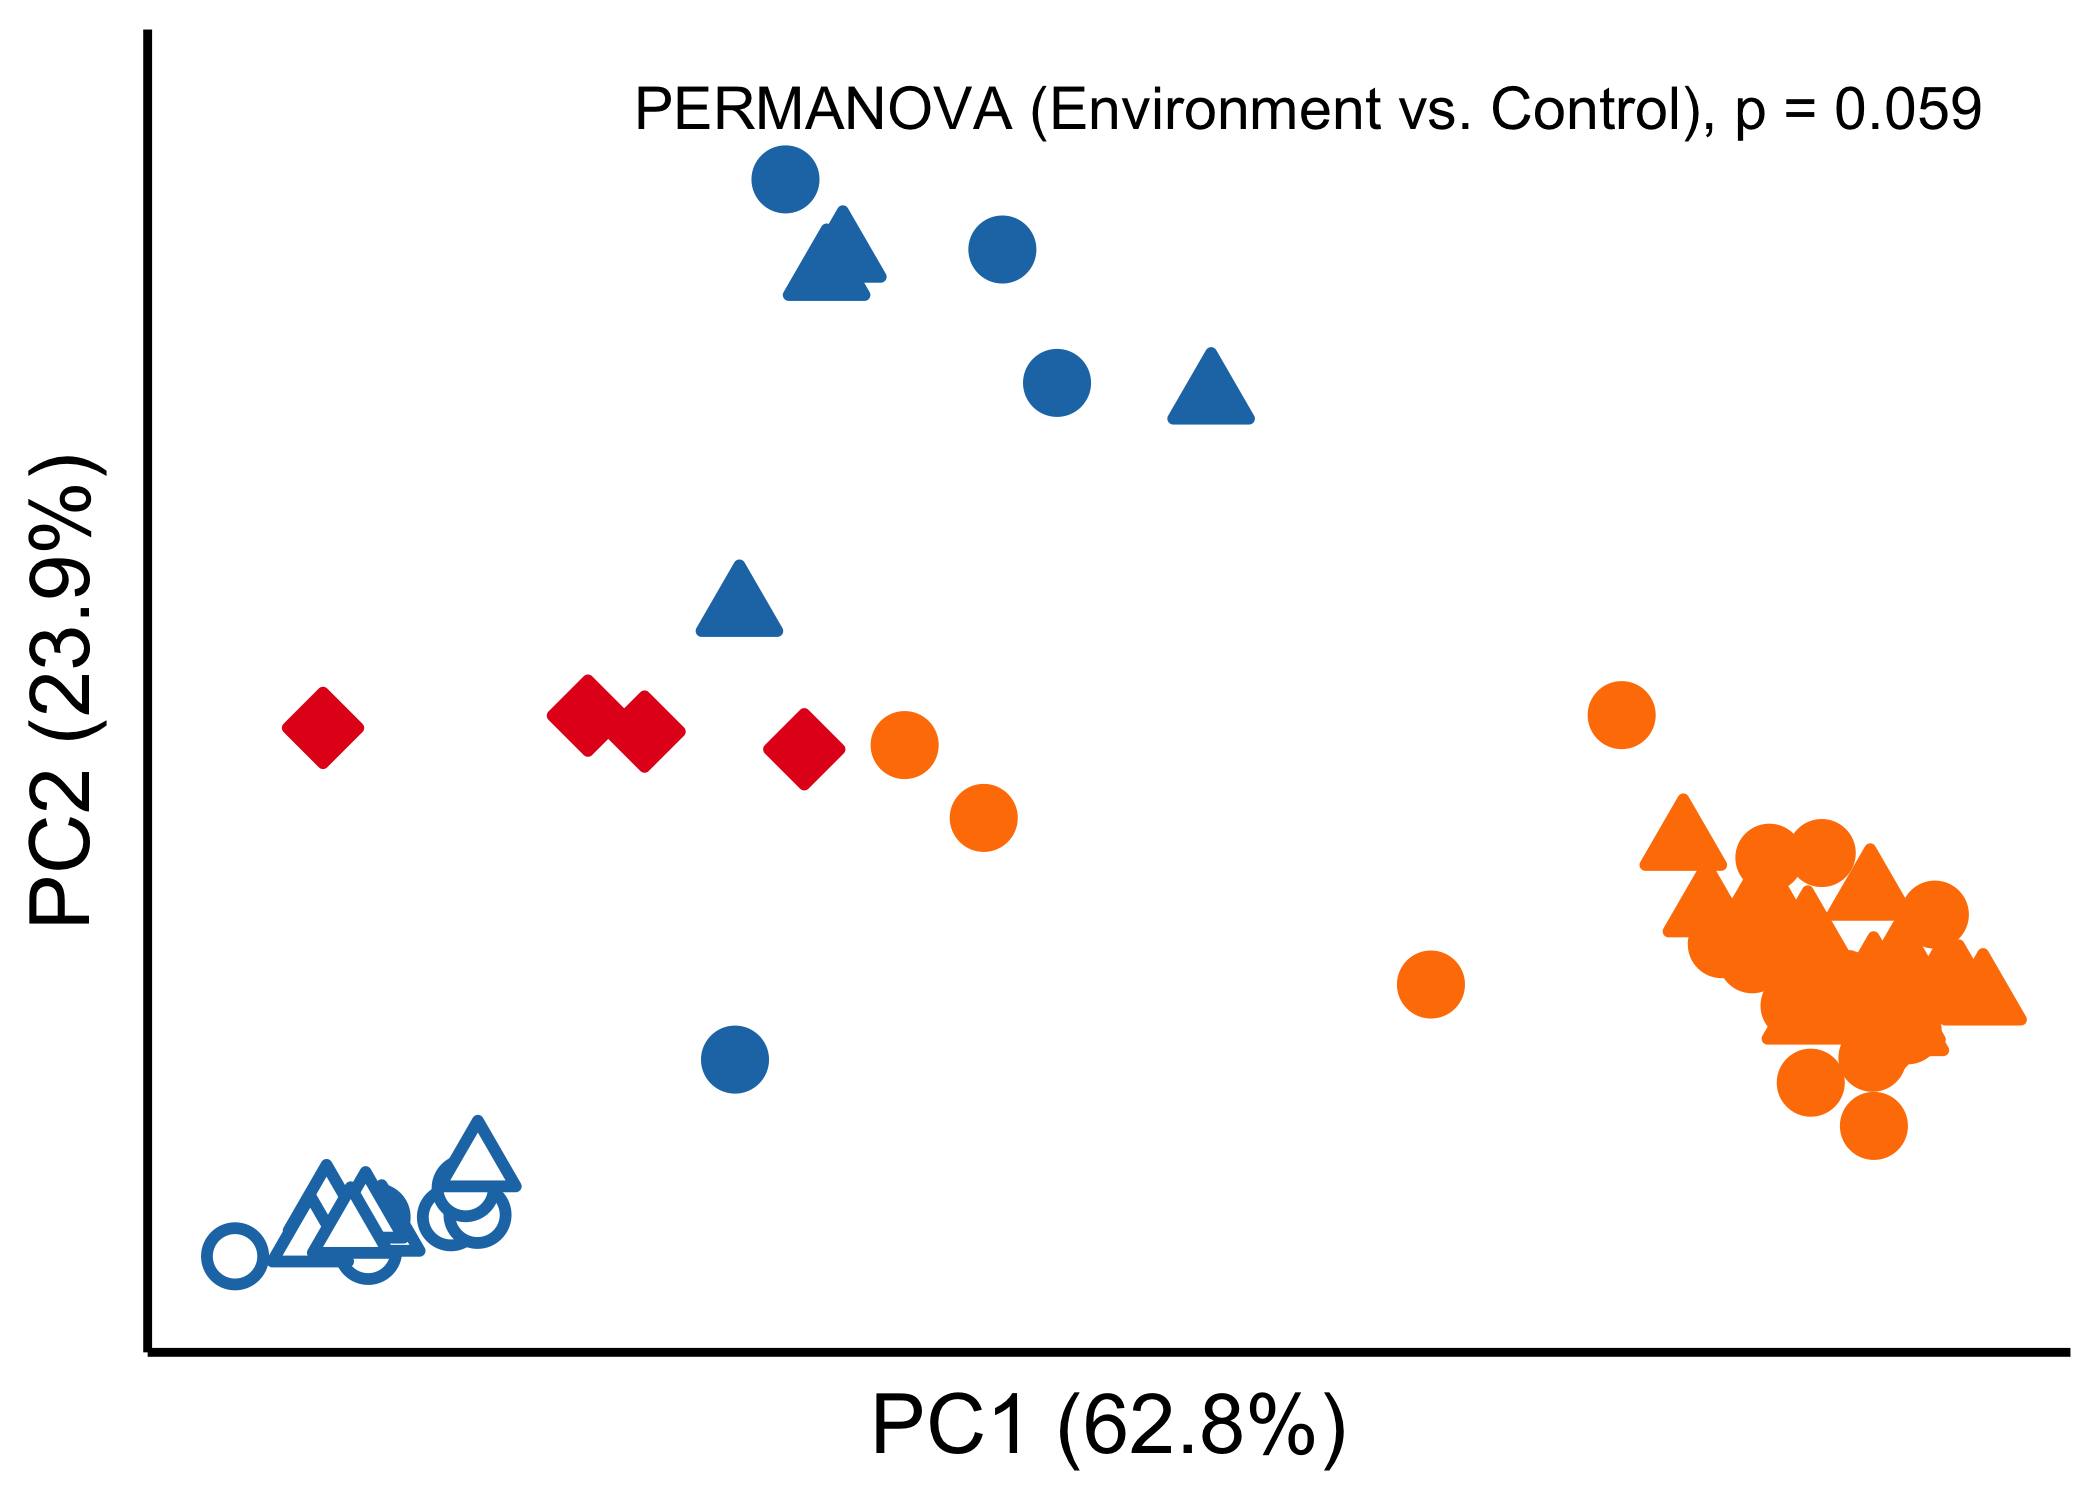 PERMANOVA (Environment vs. Control), p = 0.059
PC2 (23.9%)
PC1 (62.8%)